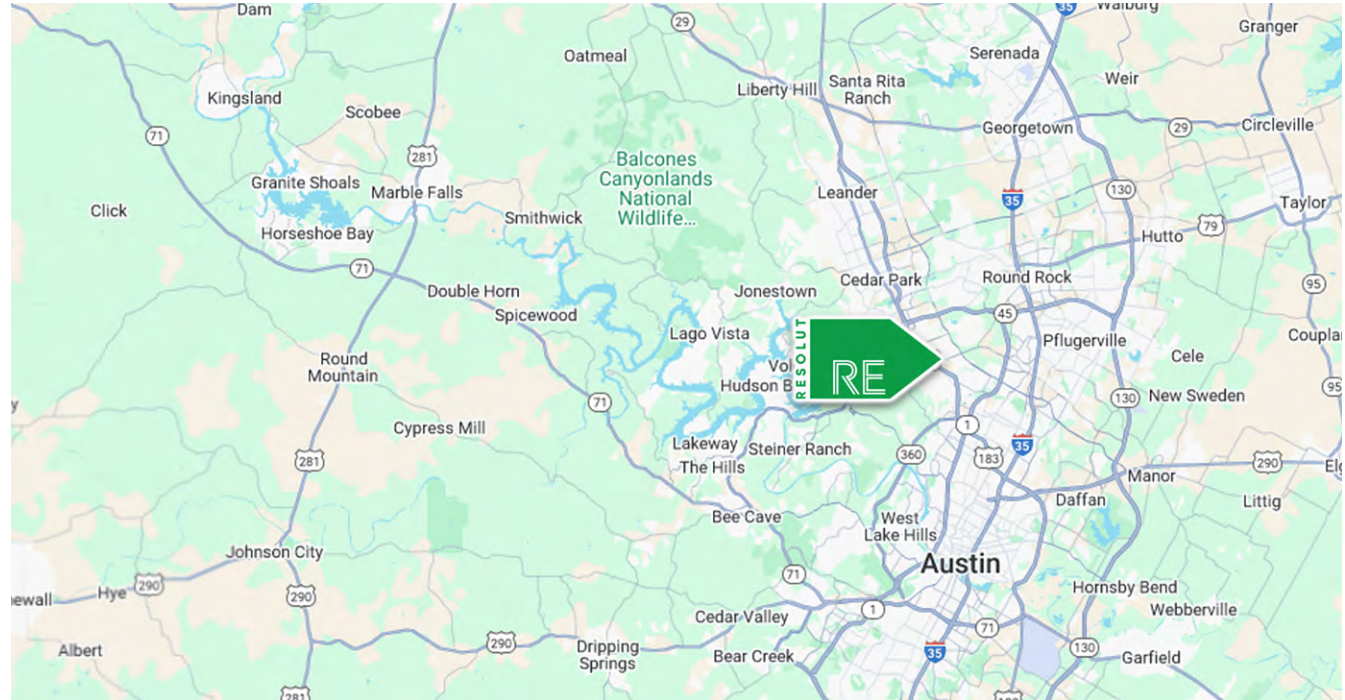 Dam
29
35
Walburg
Granger
Oatmeal
Serenada
Weir
Kingsland
Liberty Hill
Santa Rita
Ranch
Scobee
Georgetown
29
Circleville
71
281
Balcones
Canyonlands
National
Wildlife...
Granite Shoals
Marble Falls
Leander
35
130
Taylor
Click
Smithwick
Horseshoe Bay
Hutto
79
71
Cedar Park
Round Rock
Double Horn
Jonestown
95
Spicewood
45
Lago Vista
RESOLUT
RE
Pflugerville
Cele
Round
Mountain
Hudson
71
130
New Sweden
95
Cypress Mill
1
Lakeway
Steiner Ranch
360
183
35
The Hills
281
290
Manor
Daffan
Littig
Bee Cave
West
Lake Hills
Johnson City
Austin
71
Hye
290
290
Hornsby Bend
Webberville
Cedar Valley
1
71
290
Dripping
Springs
Albert
Bear Creek
35
130
Garfield
281